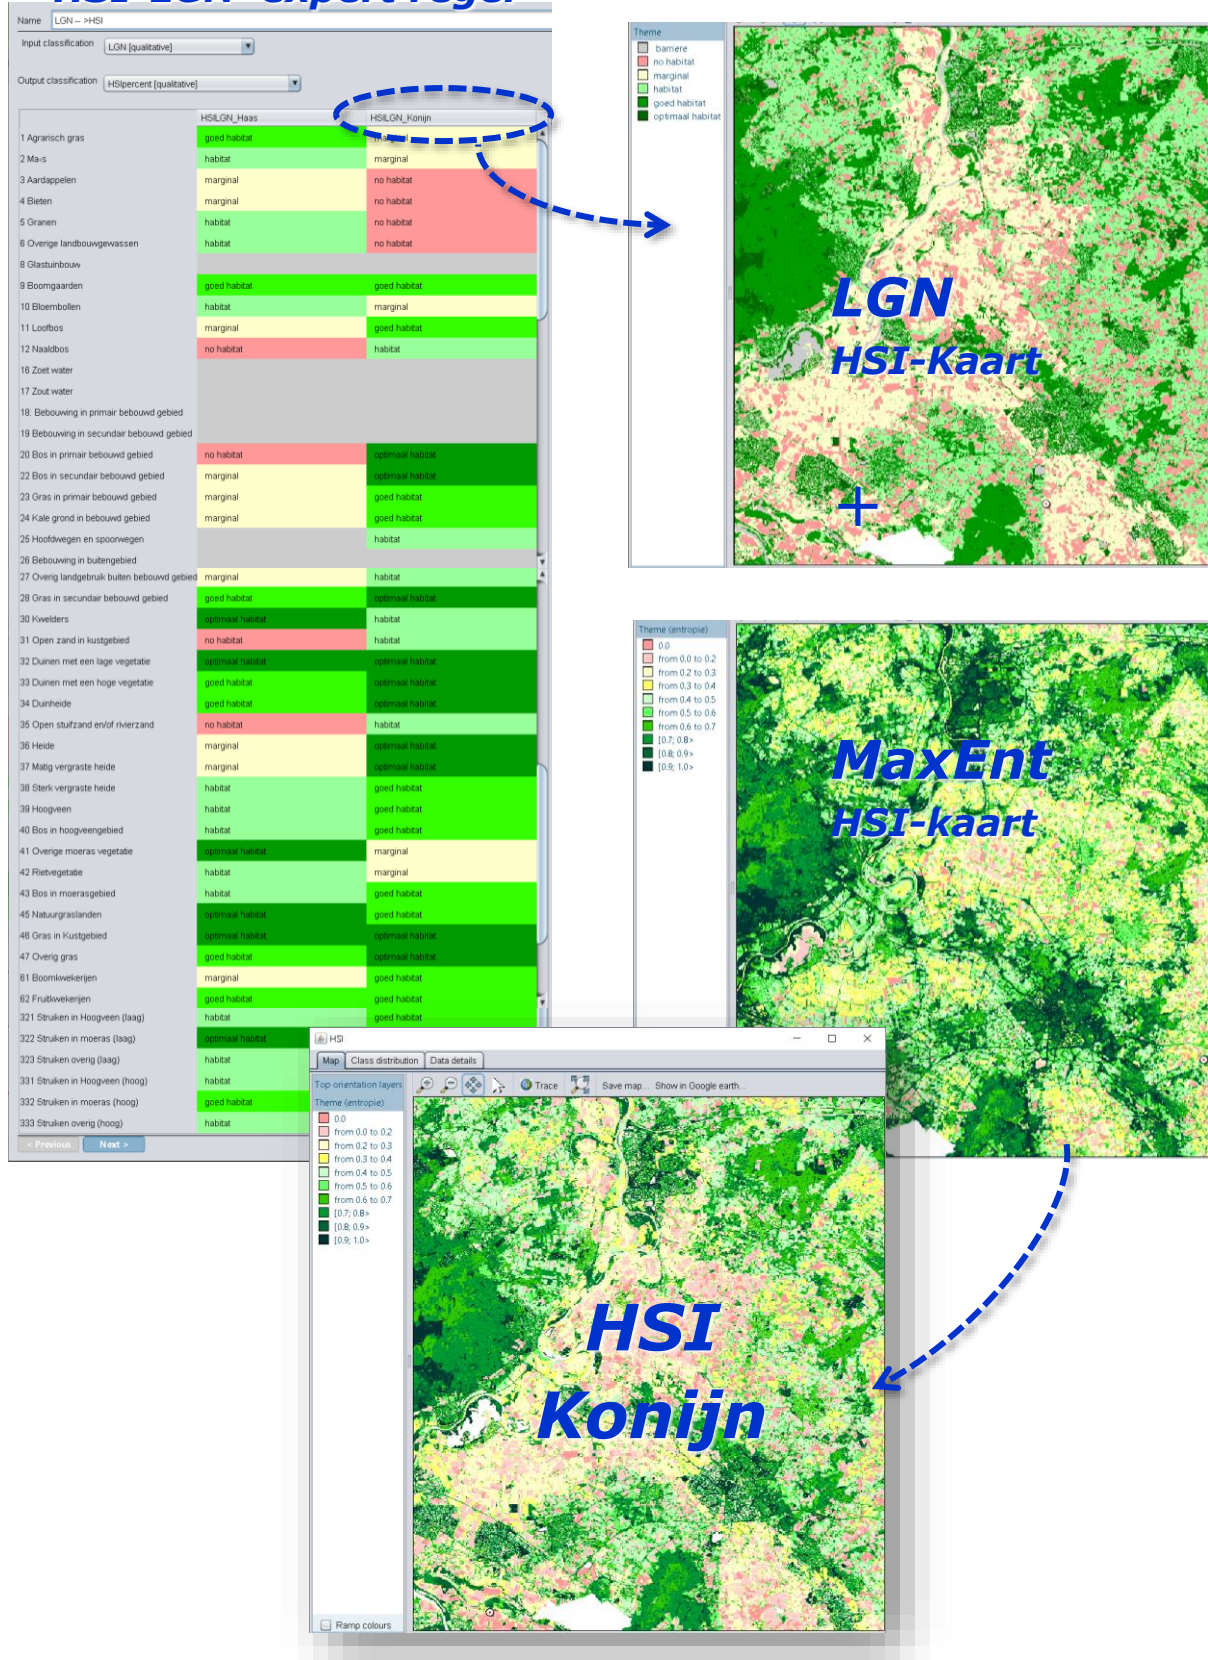 HSI-LGN expert regel
Name LGN -- >HSI
Input classification LGN [qualitative]
Output classification HSIpercent [qualitative]
HSILGN_Haas HSILGN_Konijn
1 Agrarisch gras goed habitat marginal
2 Mais habitat marginal
3 Aardappelen marginal no habitat
4 Bieten marginal no habitat
5 Granen habitat no habitat
6 Overige landbouwgewassen habitat no habitat
8 Glastuinbouw
9 Boomgaarden goed habitat goed habitat
10 Bloembollen habitat marginal
11 Loofbos marginal goed habitat
12 Naaldbos no habitat habitat
16 Zoet water
17 Zout water
18: Bebouwing in primair bebouwd gebied
19 Bebouwing in secundair bebouwd gebied
20 Bos in primair bebouwd gebied no habitat optimaal habitat
22 Bos in secundair bebouwd gebied marginal optimaal habitat
23 Gras in primair bebouwd gebied marginal goed habitat
24 Kale grond in bebouwd gebied marginal goed habitat
25 Hoofdwegen en spoorwegen habitat
26 Bebouwing in buitengebied
27 Overig landgebruik buiten bebouwd gebied marginal habitat
28 Gras in secundair bebouwd gebied goed habitat optimaal habitat
30 Kwelders optimaal habitat habitat
31 Open zand in kustgebied no habitat habitat
32 Duinen met een lage vegetatie optimaal habitat optimaal habitat
33 Duinen met een hoge vegetatie goed habitat optimaal habitat
34 Duinheide goed habitat optimaal habitat
35 Open stuifzand en/of rivierzand no habitat habitat
36 Heide marginal optimaal habitat
37 Matig vergraste heide marginal optimaal habitat
38 Sterk vergraste heide habitat goed habitat
39 Hoogveen habitat goed habitat
40 Bos in hoogveengebied habitat goed habitat
41 Overige moeras vegetatie optimaal habitat marginal
42 Rietvegetatie habitat marginal
43 Bos in moerasgebied habitat goed habitat
45 Natuurgraslanden optimaal habitat goed habitat
46 Gras in Kustgebied optimaal habitat optimaal habitat
47 Overig gras goed habitat optimaal habitat
61 Boomkwekerijen marginal goed habitat
62 Fruitkwekerijen goed habitat goed habitat
321 Struiken in Hoogveen (laag) habitat goed habitat
322 Struiken in moeras (laag) optimaal habitat
323 Struiken overig (laag) habitat
331 Struiken in Hoogveen (hoog) habitat
332 Struiken in moeras (hoog) goed habitat
333 Struiken overig (hoog) habitat
< Previous Next >
Theme
barriere
no habitat
marginal
habitat
goed habitat
optimaal habitat
LGN
HSI-Kaart
+
Theme (entropie)
0.0
from 0.0 to 0.2
from 0.2 to 0.3
from 0.3 to 0.4
from 0.4 to 0.5
from 0.5 to 0.6
from 0.6 to 0.7
[0.7; 0.8>
[0.8; 0.9>
[0.9; 1.0>
MaxEnt
HSI-kaart
HSI
Map Class distribution Data details
Top orientation layers Trace Save map... Show in Google earth...
Theme (entropie)
0.0
from 0.0 to 0.2
from 0.2 to 0.3
from 0.3 to 0.4
from 0.4 to 0.5
from 0.5 to 0.6
from 0.6 to 0.7
[0.7; 0.8>
[0.8; 0.9>
[0.9; 1.0>
HSI
Konijn
Ramp colours